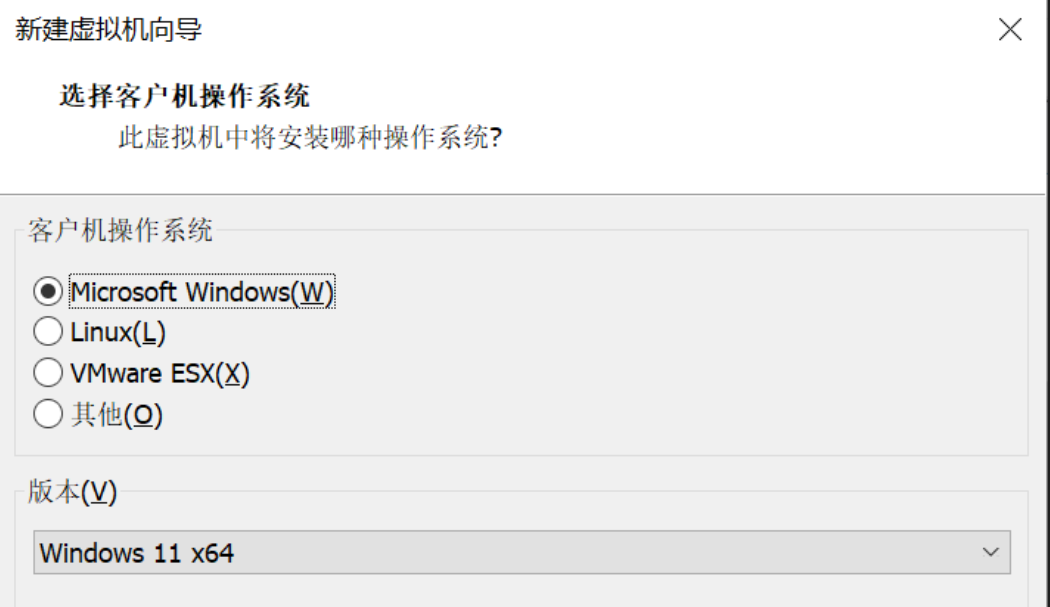 新建虚拟机向导
选择客户机操作系统
此虚拟机中将安装哪种操作系统?
客户机操作系统
Microsoft Windows(W)
Linux(L)
VMware ESX(X)
其他(O)
版本(V)
Windows 11 x64